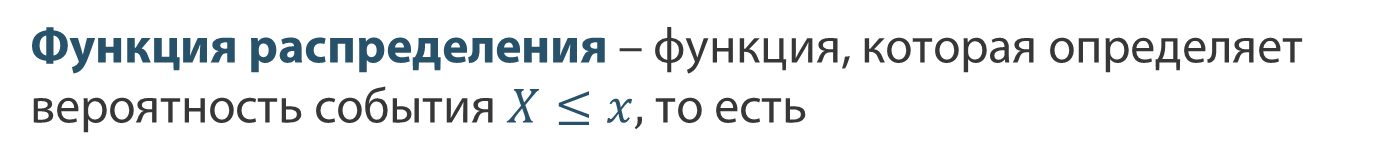 Функция распределения – функция, которая определяет
вероятность события X ≤ x, то есть